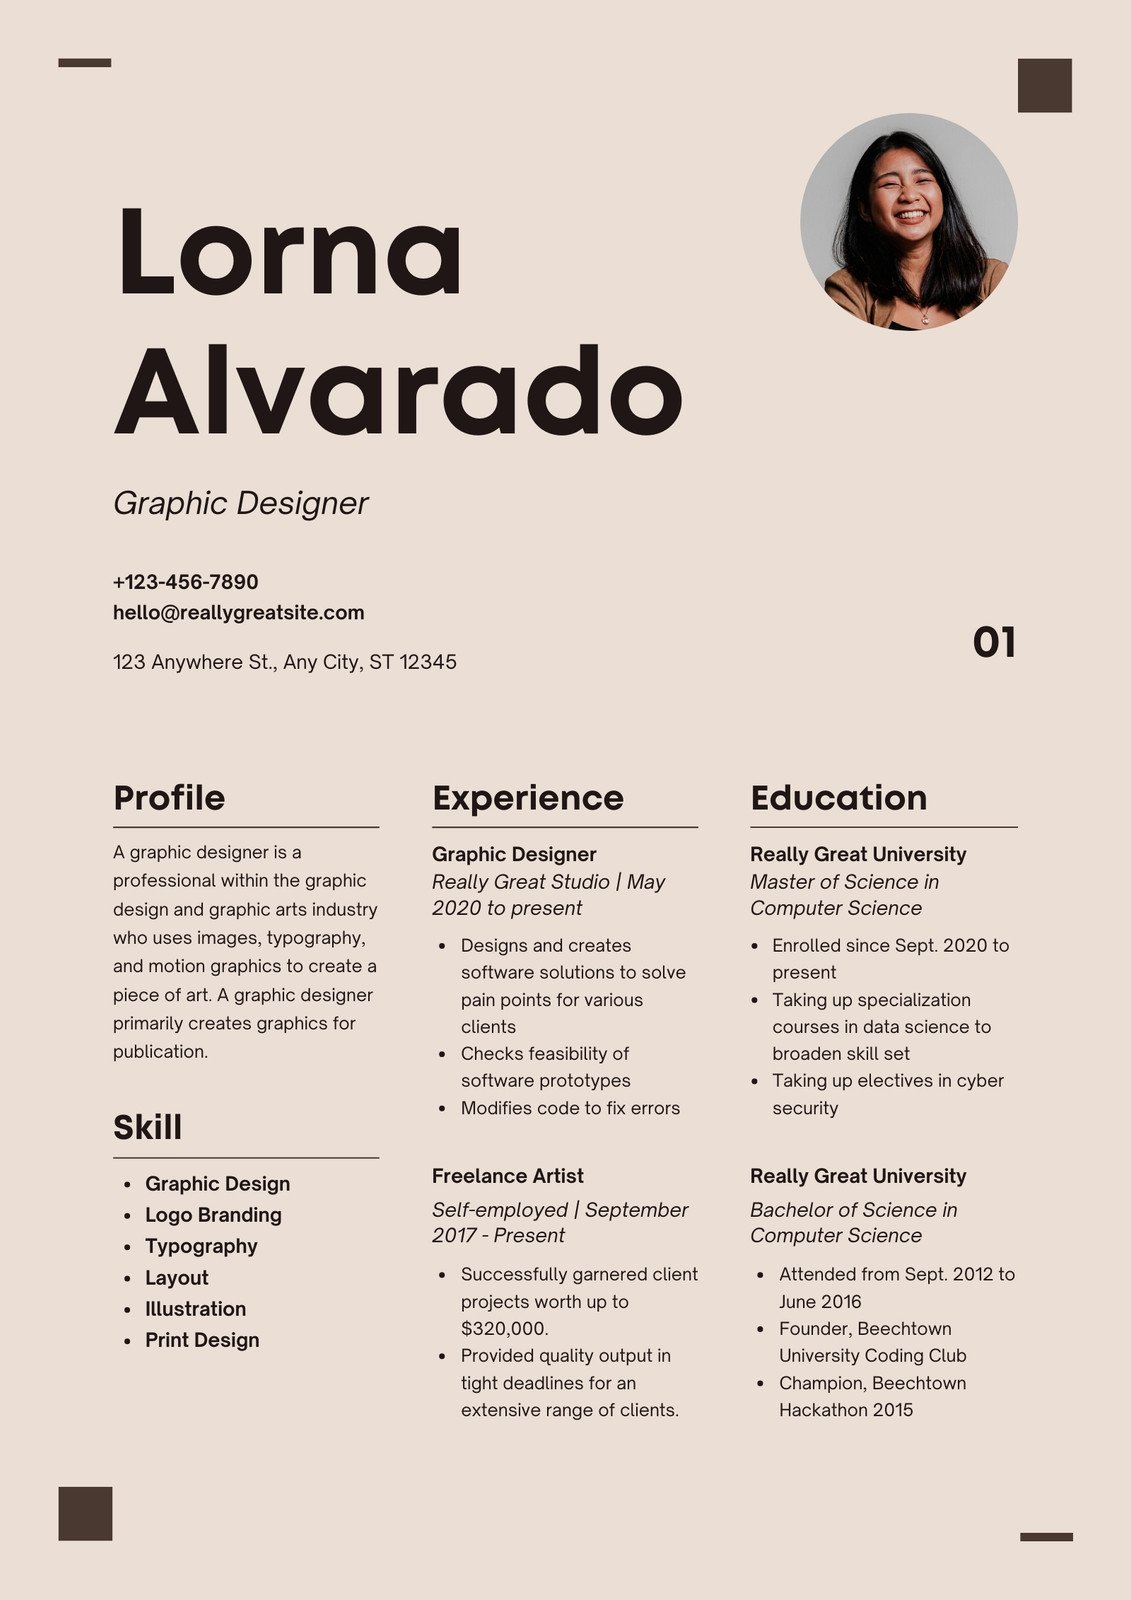 Lorna
Alvarado
Graphic Designer
+123-456-7890
hello@reallygreatsite.com
123 Anywhere St., Any City, ST 12345
01
Profile
A graphic designer is a
professional within the graphic
design and graphic arts industry
who uses images, typography,
and motion graphics to create a
piece of art. A graphic designer
primarily creates graphics for
publication.
Skill
• Graphic Design
• Logo Branding
• Typography
• Layout
• Illustration
• Print Design
Experience
Graphic Designer
Really Great Studio | May
2020 to present
• Designs and creates
software solutions to solve
pain points for various
clients
• Checks feasibility of
software prototypes
• Modifies code to fix errors
Freelance Artist
Self-employed | September
2017 - Present
• Successfully garnered client
projects worth up to
$320,000.
• Provided quality output in
tight deadlines for an
extensive range of clients.
Education
Really Great University
Master of Science in
Computer Science
• Enrolled since Sept. 2020 to
present
• Taking up specialization
courses in data science to
broaden skill set
• Taking up electives in cyber
security
Really Great University
Bachelor of Science in
Computer Science
• Attended from Sept. 2012 to
June 2016
• Founder, Beechtown
University Coding Club
• Champion, Beechtown
Hackathon 2015